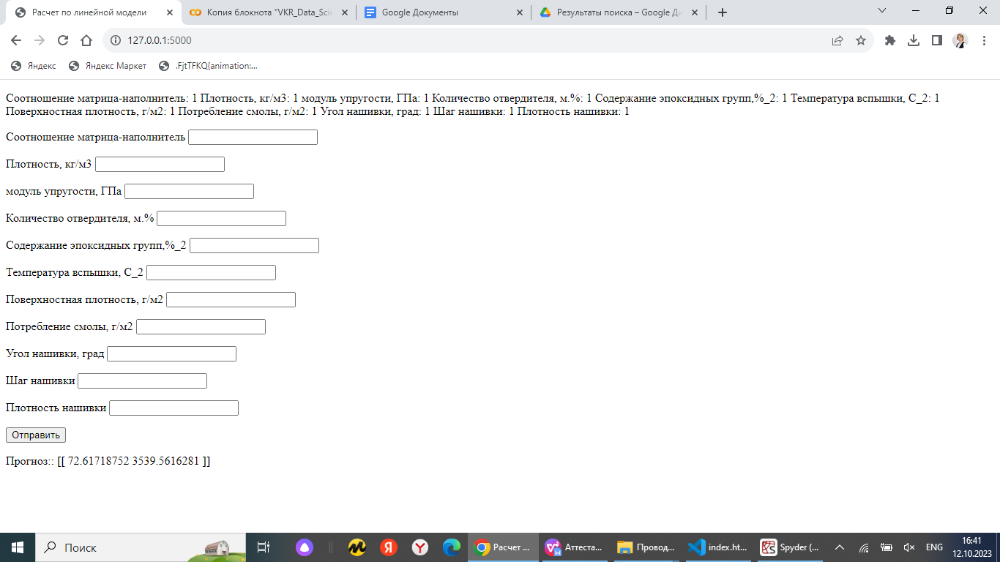 Расчет по линейной модели
Копия блокнота "VKR_Data_Sci
Google Документы
Результаты поиска – Google Ди
127.0.0.1:5000
Яндекс
Яндекс Маркет
.FjtTFKQ{animation:...
Соотношение матрица-наполнитель: 1 Плотность, кг/м3: 1 модуль упругости, ГПа: 1 Количество отвердителя, м.%: 1 Содержание эпоксидных групп,%_2: 1 Температура вспышки, С_2: 1
Поверхностная плотность, г/м2: 1 Потребление смолы, г/м2: 1 Угол нашивки, град: 1 Шаг нашивки: 1 Плотность нашивки: 1
Соотношение матрица-наполнитель
Плотность, кг/м3
модуль упругости, ГПа
Количество отвердителя, м.%
Содержание эпоксидных групп,%_2
Температура вспышки, С_2
Поверхностная плотность, г/м2
Потребление смолы, г/м2
Угол нашивки, град
Шаг нашивки
Плотность нашивки
Отправить
Прогноз:: [[ 72.61718752 3539.5616281 ]]
Поиск
Расчет ...
Аттеста...
Провод...
index.ht...
Spyder (...
ENG
16:41
12.10.2023